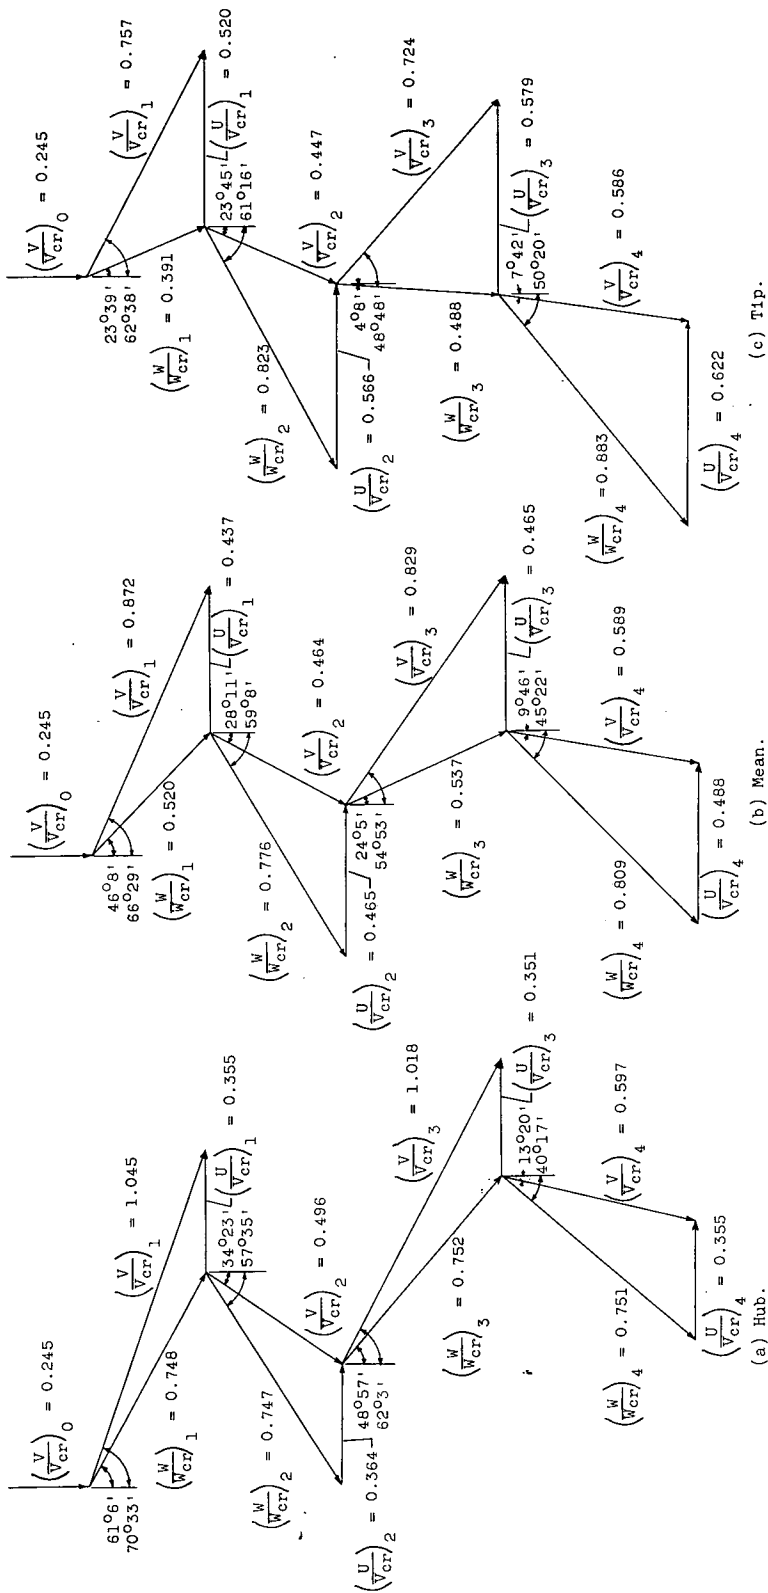 (V/Vcr)0 = 0.245
61°6'
70°33'
(V/Vcr)1 = 1.045
(W/Wcr)1 = 0.748
34°23'
57°35'
(U/Vcr)1 = 0.355
(W/Wcr)2 = 0.747
(V/Vcr)2 = 0.496
(U/Vcr)2 = 0.364
48°57'
62°3'
(V/Vcr)3 = 1.018
(W/Wcr)3 = 0.752
13°20'
40°17'
(U/Vcr)3 = 0.351
(W/Wcr)4 = 0.751
(V/Vcr)4 = 0.597
(U/Vcr)4 = 0.355
(a) Hub.
(V/Vcr)0 = 0.245
46°8'
66°29'
(V/Vcr)1 = 0.872
(W/Wcr)1 = 0.520
28°11'
59°8'
(U/Vcr)1 = 0.437
(W/Wcr)2 = 0.776
(V/Vcr)2 = 0.464
(U/Vcr)2 = 0.465
24°5'
54°53'
(V/Vcr)3 = 0.829
(W/Wcr)3 = 0.537
9°46'
45°22'
(U/Vcr)3 = 0.465
(W/Wcr)4 = 0.809
(V/Vcr)4 = 0.589
(U/Vcr)4 = 0.488
(b) Mean.
(V/Vcr)0 = 0.245
23°39'
62°38'
(V/Vcr)1 = 0.757
(W/Wcr)1 = 0.391
23°45'
61°16'
(U/Vcr)1 = 0.520
(W/Wcr)2 = 0.823
(V/Vcr)2 = 0.447
(U/Vcr)2 = 0.566
4°8'
48°48'
(V/Vcr)3 = 0.724
(W/Wcr)3 = 0.488
7°42'
50°20'
(U/Vcr)3 = 0.579
(W/Wcr)4 = 0.883
(V/Vcr)4 = 0.586
(U/Vcr)4 = 0.622
(c) Tip.